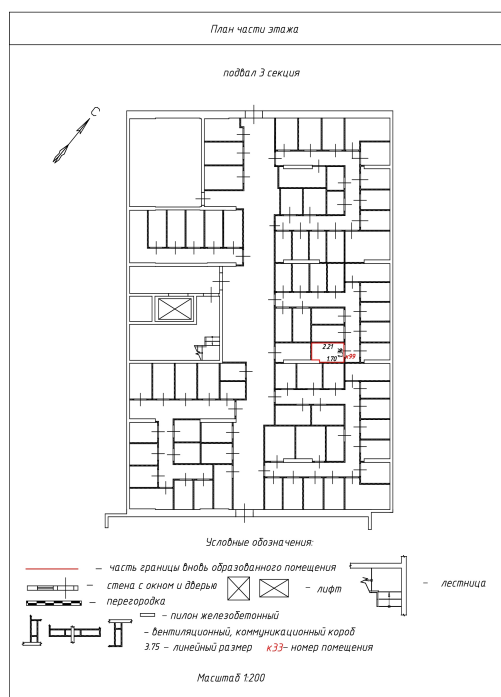 План части этажа
подвал 3 секция
С
2.21
1.70
к99
Условные обозначения:
– часть границы вновь образованного помещения
– стена с окном и дверью
– лифт
– лестница
– перегородка
– пилон железобетонный
– вентиляционный, коммуникационный короб
3.75 – линейный размер к33– номер помещения
Масштаб 1:200